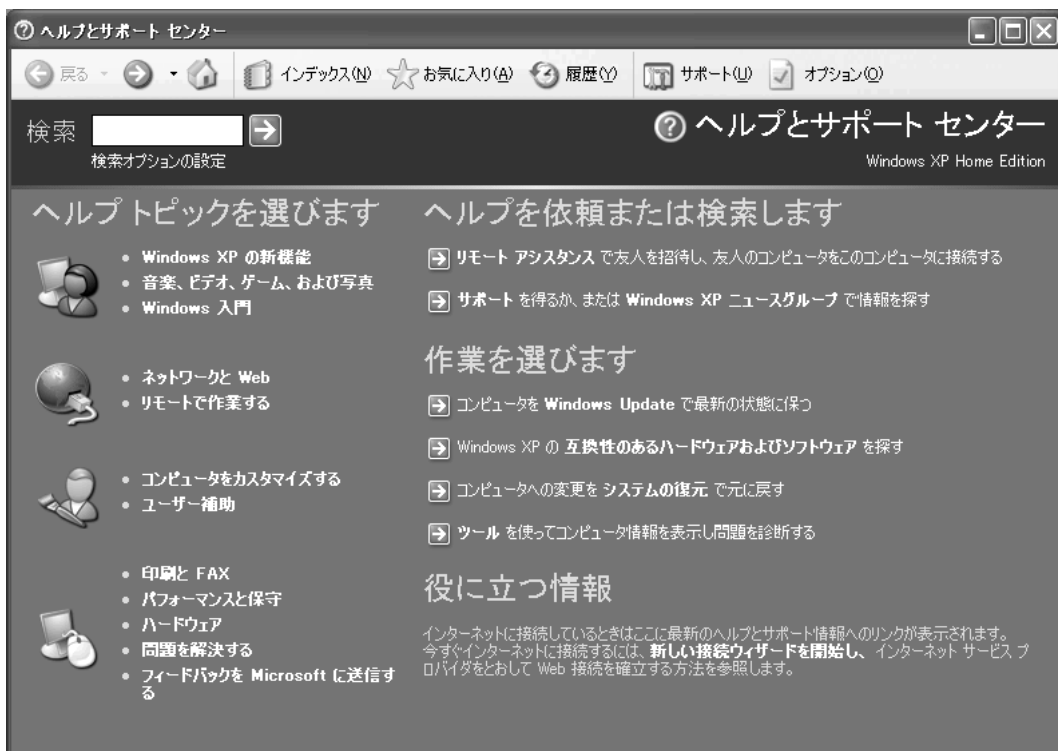 ヘルプとサポート センター
戻る
インデックス(N)
お気に入り(A)
履歴(Y)
サポート(U)
オプション(O)
検索
検索オプションの設定
ヘルプとサポート センター
Windows XP Home Edition
ヘルプ トピックを選びます
Windows XP の新機能
音楽、ビデオ、ゲーム、および写真
Windows 入門
ネットワークと Web
リモートで作業する
コンピュータをカスタマイズする
ユーザー補助
印刷と FAX
パフォーマンスと保守
ハードウェア
問題を解決する
フィードバックを Microsoft に送信す
る
ヘルプを依頼または検索します
リモート アシスタンス で友人を招待し、友人のコンピュータをこのコンピュータに接続する
サポート を得るか、または Windows XP ニュースグループ で情報を探す
作業を選びます
コンピュータを Windows Update で最新の状態に保つ
Windows XP の 互換性のあるハードウェアおよびソフトウェア を探す
コンピュータへの変更を システムの復元 で元に戻す
ツール を使ってコンピュータ情報を表示し問題を診断する
役に立つ情報
インターネットに接続しているときはここに最新のヘルプとサポート情報へのリンクが表示されます。
今すぐインターネットに接続するには、新しい接続ウィザードを開始し、インターネット サービス プ
ロバイダをとおして Web 接続を確立する方法を参照します。